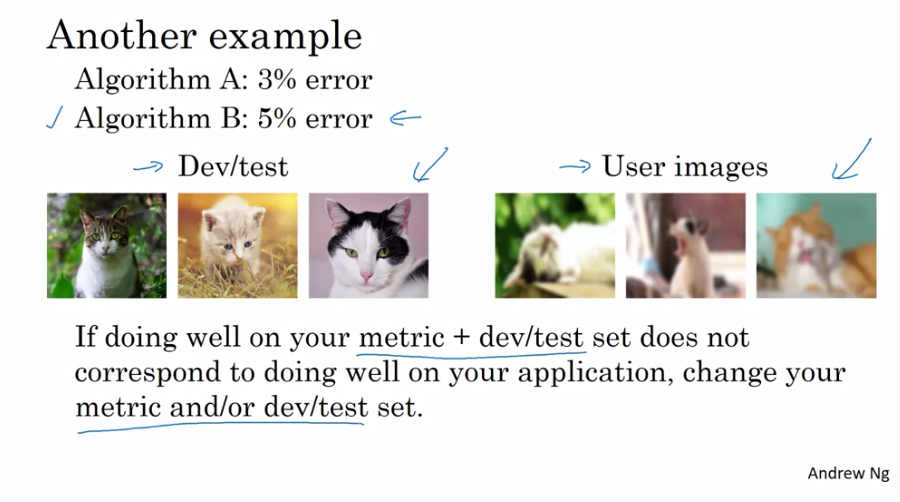 Another example
Algorithm A: 3% error
Algorithm B: 5% error
Dev/test
User images
If doing well on your metric + dev/test set does not
correspond to doing well on your application, change your
metric and/or dev/test set.
Andrew Ng